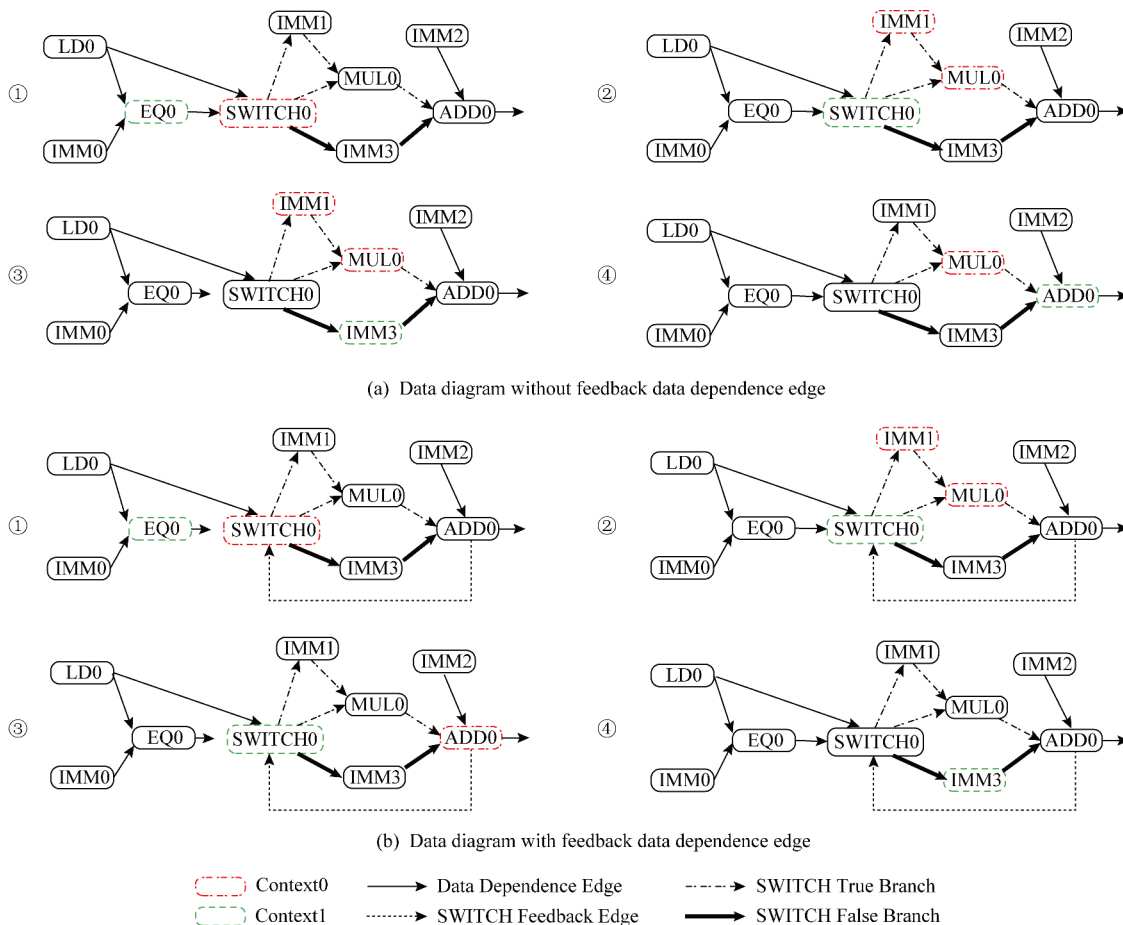 ①
LD0
IMM0
EQ0
SWITCH0
IMM1
MUL0
IMM3
IMM2
ADD0
②
LD0
IMM0
EQ0
SWITCH0
IMM1
MUL0
IMM3
IMM2
ADD0
③
LD0
IMM0
EQ0
SWITCH0
IMM1
MUL0
IMM3
IMM2
ADD0
④
LD0
IMM0
EQ0
SWITCH0
IMM1
MUL0
IMM3
IMM2
ADD0
(a) Data diagram without feedback data dependence edge
①
LD0
IMM0
EQ0
SWITCH0
IMM1
MUL0
IMM3
IMM2
ADD0
②
LD0
IMM0
EQ0
SWITCH0
IMM1
MUL0
IMM3
IMM2
ADD0
③
LD0
IMM0
EQ0
SWITCH0
IMM1
MUL0
IMM3
IMM2
ADD0
④
LD0
IMM0
EQ0
SWITCH0
IMM1
MUL0
IMM3
IMM2
ADD0
(b) Data diagram with feedback data dependence edge
Context0
Data Dependence Edge
SWITCH True Branch
Context1
SWITCH Feedback Edge
SWITCH False Branch